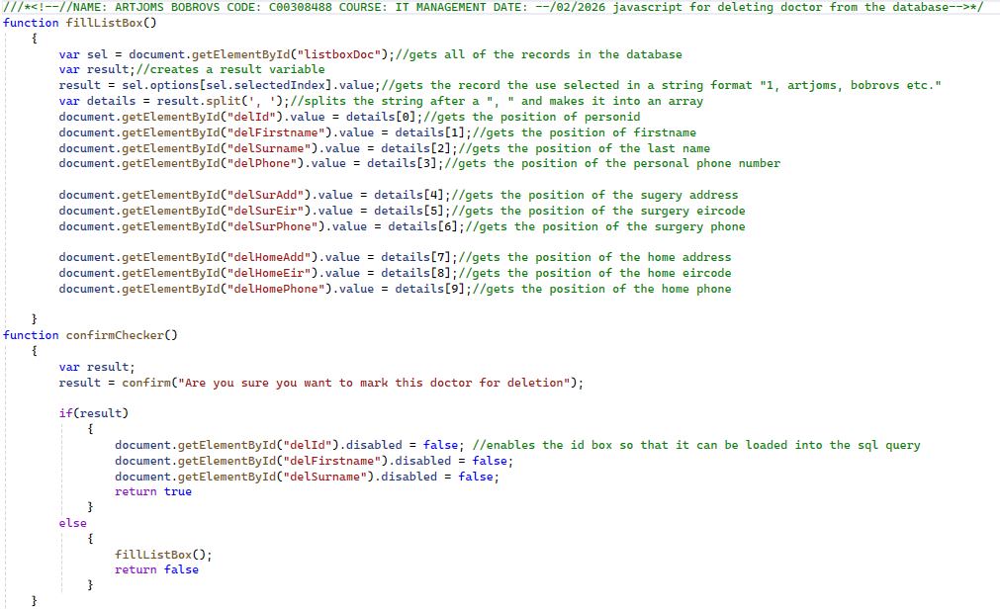 ///*<!--//NAME: ARTJOMS BOBROVS CODE: C00308488 COURSE: IT MANAGEMENT DATE: --/02/2026 javascript for deleting doctor from the database-->*/
function fillListBox()
{
var sel = document.getElementById("listboxDoc");//gets all of the records in the database
var result;//creates a result variable
result = sel.options[sel.selectedIndex].value;//gets the record the use selected in a string format "1, artjoms, bobrovs etc."
var details = result.split(', ');//splits the string after a ", " and makes it into an array
document.getElementById("delId").value = details[0];//gets the position of personid
document.getElementById("delFirstname").value = details[1];//gets the position of firstname
document.getElementById("delSurname").value = details[2];//gets the position of the last name
document.getElementById("delPhone").value = details[3];//gets the position of the personal phone number
document.getElementById("delSurAdd").value = details[4];//gets the position of the sugery address
document.getElementById("delSurEir").value = details[5];//gets the position of the surgery eircode
document.getElementById("delSurPhone").value = details[6];//gets the position of the surgery phone
document.getElementById("delHomeAdd").value = details[7];//gets the position of the home address
document.getElementById("delHomeEir").value = details[8];//gets the position of the home eircode
document.getElementById("delHomePhone").value = details[9];//gets the position of the home phone
}
function confirmChecker()
{
var result;
result = confirm("Are you sure you want to mark this doctor for deletion");
if(result)
{
document.getElementById("delId").disabled = false; //enables the id box so that it can be loaded into the sql query
document.getElementById("delFirstname").disabled = false;
document.getElementById("delSurname").disabled = false;
return true
}
else
{
fillListBox();
return false
}
}